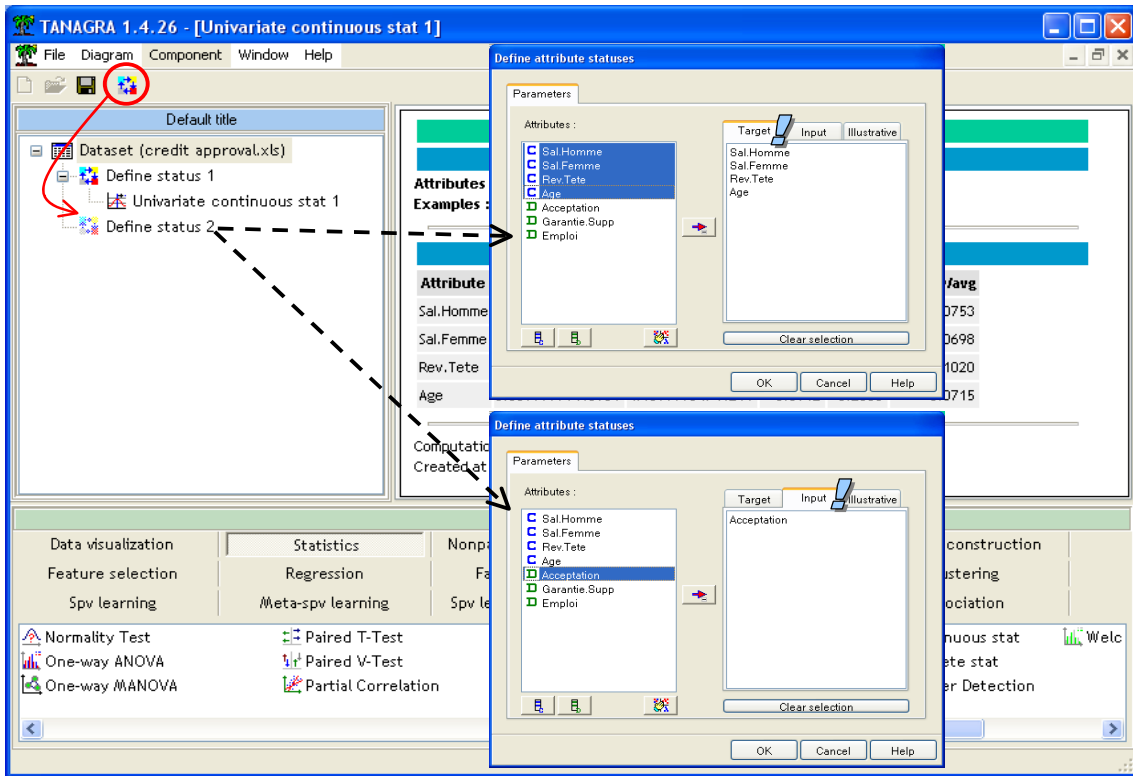 TANAGRA 1.4.26 - [Univariate continuous stat 1]
File Diagram Component Window Help
Default title
Dataset (credit approval.xls)
Define status 1
Univariate continuous stat 1
Define status 2
Attributes
Examples :
Attribute
/avg
Sal.Homme
0753
Sal.Femme
0698
Rev.Tete
1020
Age
0715
Computatio
Created at
Define attribute statuses
Parameters
Attributes :
Target Input Illustrative
C Sal.Homme
C Sal.Femme
C Rev.Tete
C Age
D Acceptation
D Garantie.Supp
D Emploi
Sal.Homme
Sal.Femme
Rev.Tete
Age
Clear selection
OK Cancel Help
Define attribute statuses
Parameters
Attributes :
Target Input Illustrative
C Sal.Homme
C Sal.Femme
C Rev.Tete
C Age
D Acceptation
D Garantie.Supp
D Emploi
Acceptation
Clear selection
OK Cancel Help
Data visualization Statistics Nonpa construction
Feature selection Regression Fa ustering
Spv learning Meta-spv learning Spv le ociation
Normality Test Paired T-Test nuous stat Welc
One-way ANOVA Paired V-Test ete stat
One-way MANOVA Partial Correlation er Detection